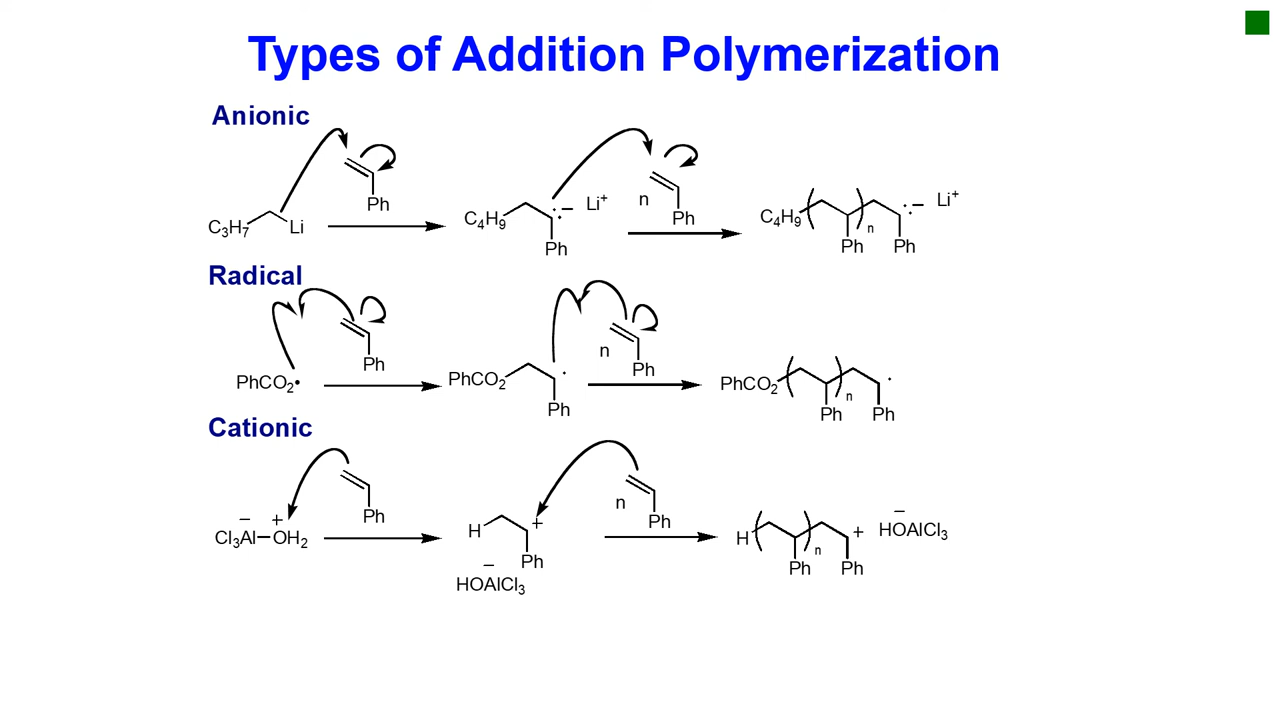 Types of Addition Polymerization
Anionic
C3H7 Li Ph
C4H9 Ph − Li+ n Ph
C4H9 ( Ph )n Ph − Li+
Radical
PhCO2• Ph
PhCO2 Ph · n Ph
PhCO2 ( Ph )n Ph ·
Cationic
Cl3Al−OH2 − + Ph
H + Ph n Ph
HOAlCl3 −
H ( Ph )n + Ph HOAlCl3 −